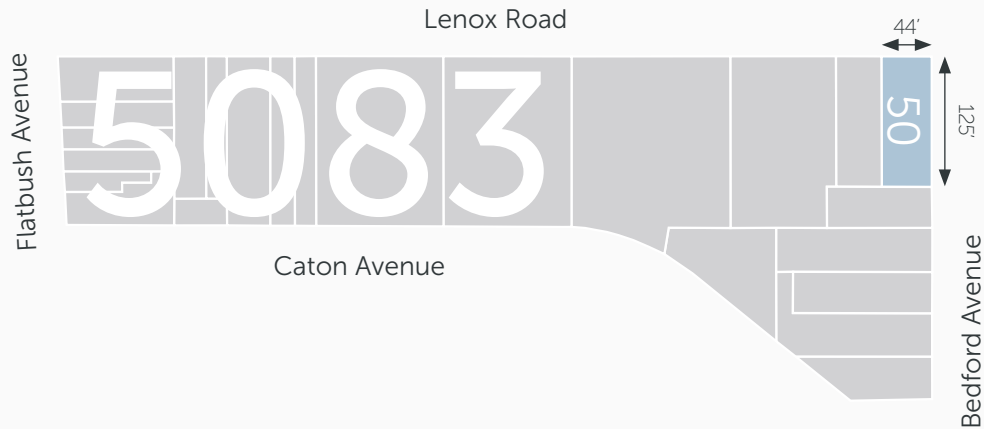 Lenox Road
44'
Flatbush Avenue
5083
50
125'
Caton Avenue
Bedford Avenue